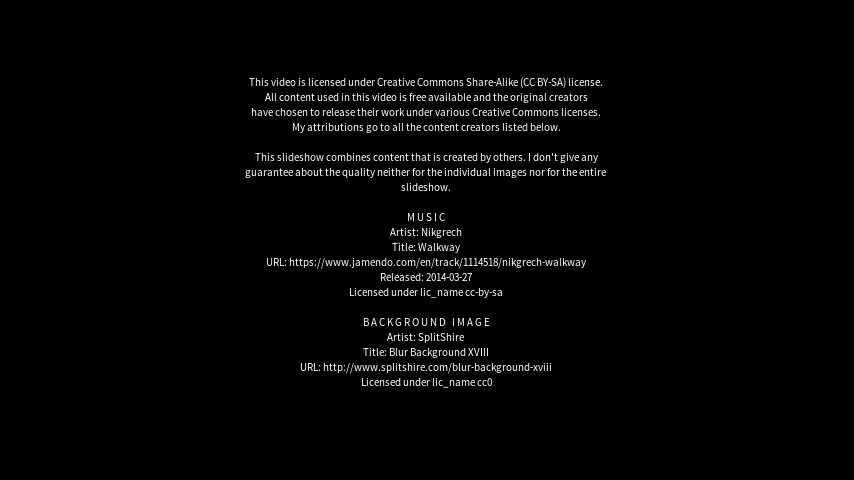 This video is licensed under Creative Commons Share-Alike (CC BY-SA) license.
All content used in this video is free available and the original creators
have chosen to release their work under various Creative Commons licenses.
My attributions go to all the content creators listed below.
This slideshow combines content that is created by others. I don't give any
guarantee about the quality neither for the individual images nor for the entire
slideshow.
MUSIC
Artist: Nikgrech
Title: Walkway
URL: https://www.jamendo.com/en/track/1114518/nikgrech-walkway
Released: 2014-03-27
Licensed under lic_name cc-by-sa
BACKGROUND IMAGE
Artist: SplitShire
Title: Blur Background XVIII
URL: http://www.splitshire.com/blur-background-xviii
Licensed under lic_name cc0